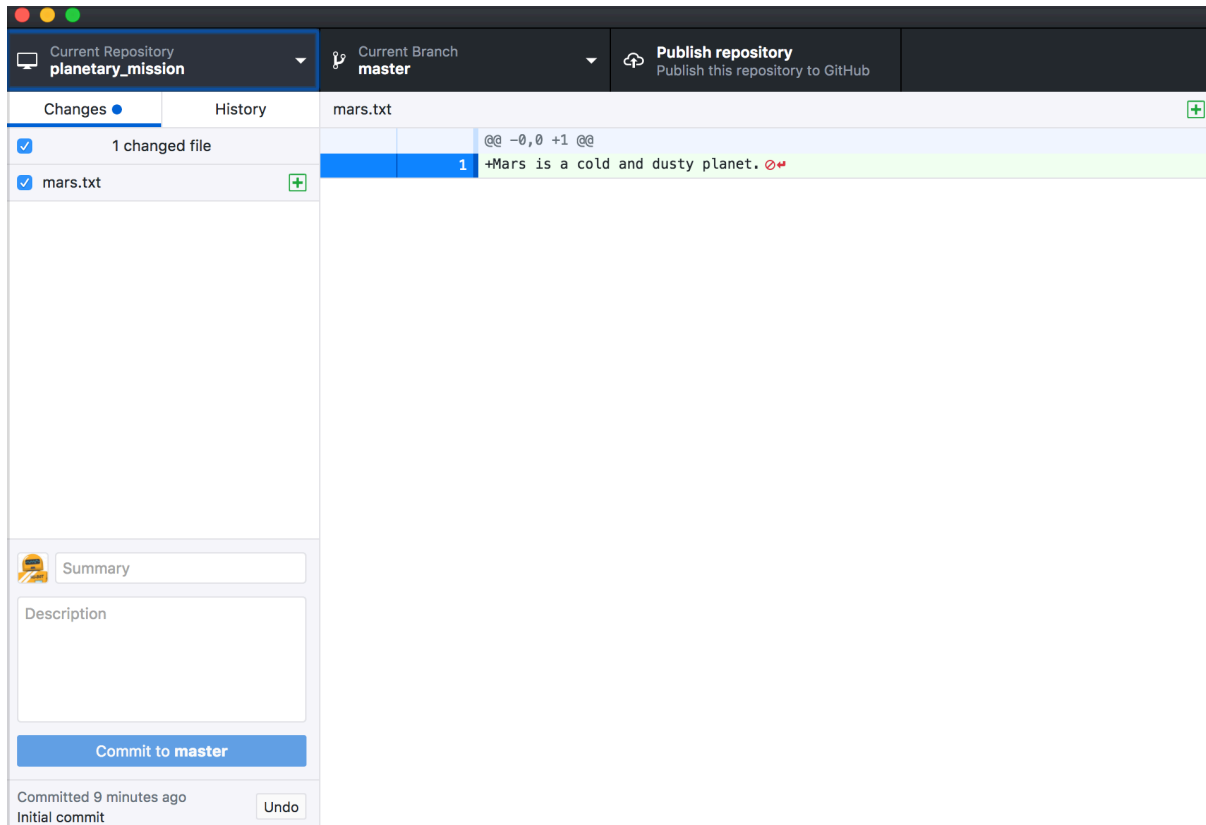 Current Repository
planetary_mission
Current Branch
master
Publish repository
Publish this repository to GitHub
Changes
History
1 changed file
mars.txt
mars.txt
@@ -0,0 +1 @@
1 +Mars is a cold and dusty planet.
Summary
Description
Commit to master
Committed 9 minutes ago
Initial commit
Undo